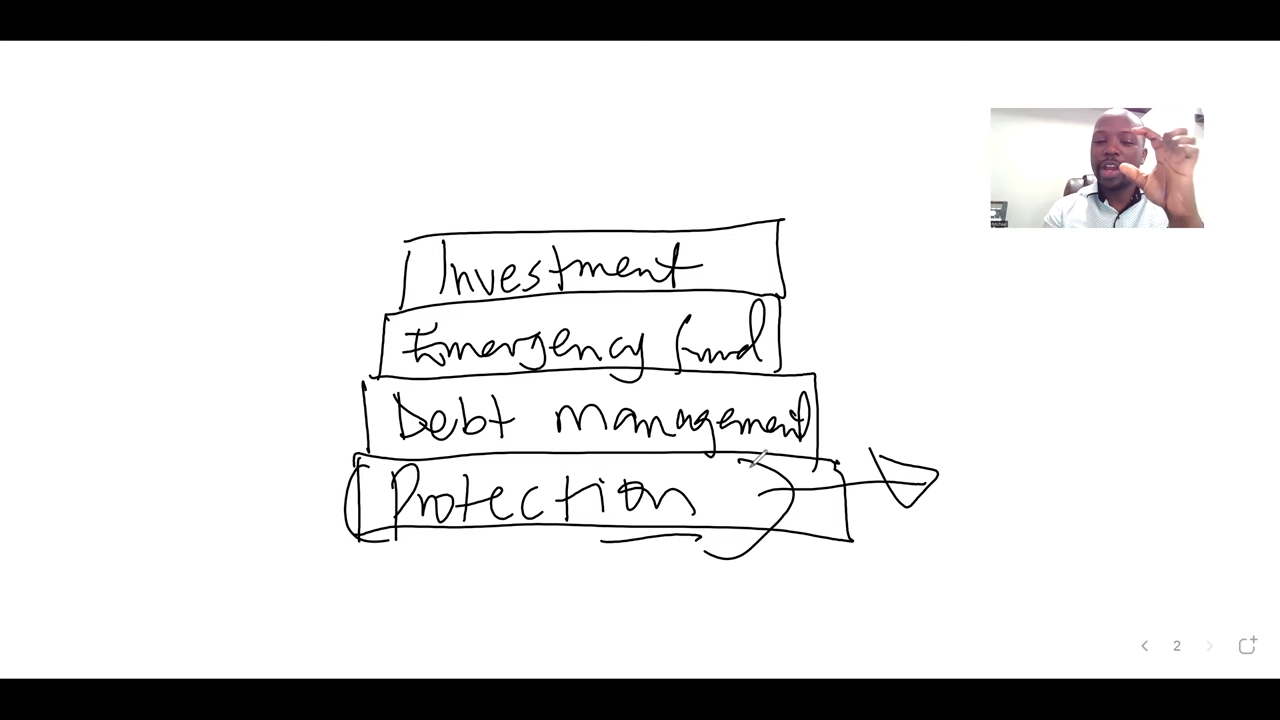 Investment
Emergency fund
Debt management
Protection
2